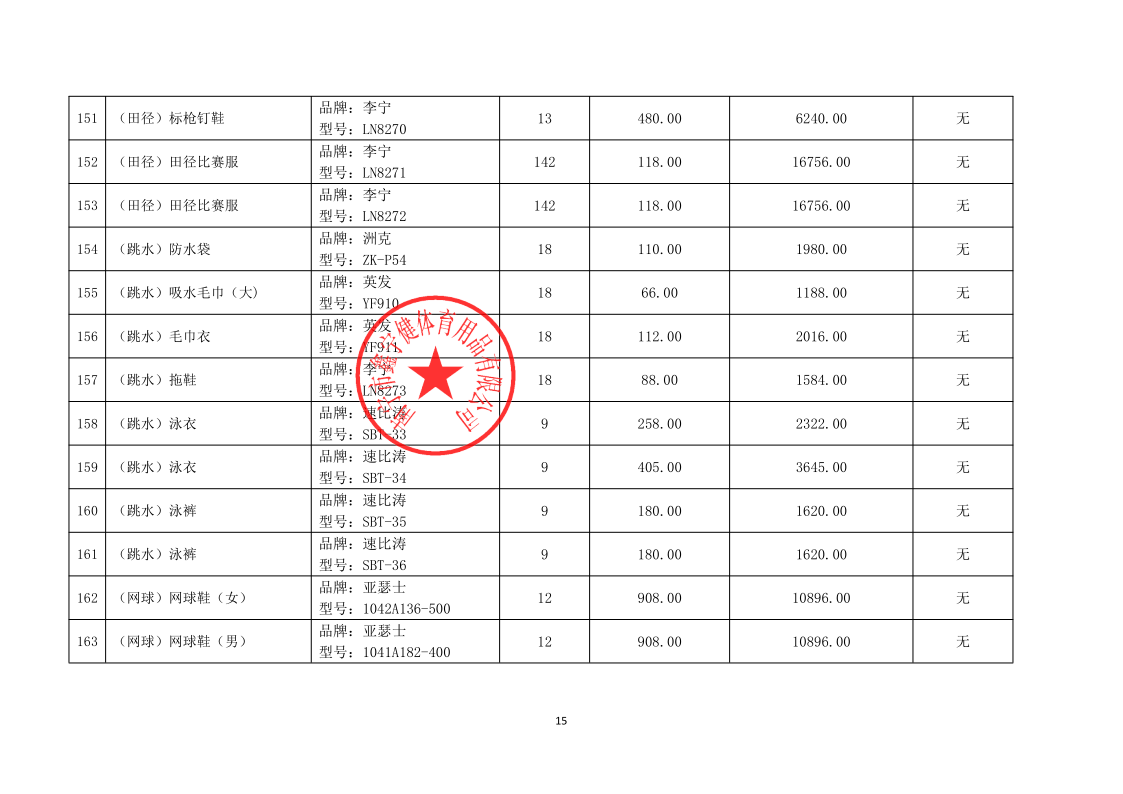 151 （田径）标枪钉鞋 品牌：李宁 13 480.00 6240.00 无
型号：LN8270
152 （田径）田径比赛服 品牌：李宁 142 118.00 16756.00 无
型号：LN8271
153 （田径）田径比赛服 品牌：李宁 142 118.00 16756.00 无
型号：LN8272
154 （跳水）防水袋 品牌：洲克 18 110.00 1980.00 无
型号：ZK-P54
155 （跳水）吸水毛巾（大) 品牌：英发 18 66.00 1188.00 无
型号：YF910
156 （跳水）毛巾衣 品牌：英发 18 112.00 2016.00 无
型号：YF911
157 （跳水）拖鞋 品牌：李宁 18 88.00 1584.00 无
型号：LN8273
158 （跳水）泳衣 品牌：速比涛 9 258.00 2322.00 无
型号：SBT-33
159 （跳水）泳衣 品牌：速比涛 9 405.00 3645.00 无
型号：SBT-34
160 （跳水）泳裤 品牌：速比涛 9 180.00 1620.00 无
型号：SBT-35
161 （跳水）泳裤 品牌：速比涛 9 180.00 1620.00 无
型号：SBT-36
162 （网球）网球鞋（女） 品牌：亚瑟士 12 908.00 10896.00 无
型号：1042A136-500
163 （网球）网球鞋（男） 品牌：亚瑟士 12 908.00 10896.00 无
型号：1041A182-400
健体育用品有限公司
15